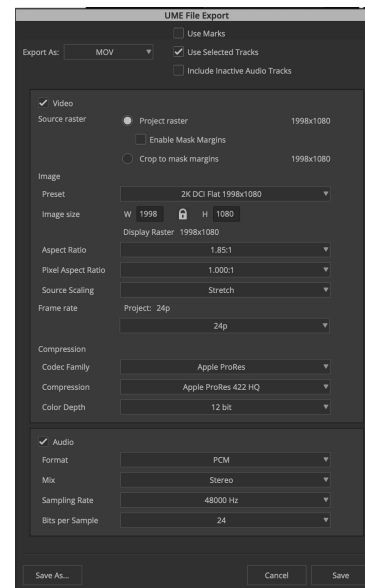 UME File Export
Use Marks
Export As: MOV
Use Selected Tracks
Include Inactive Audio Tracks
Video
Source raster Project raster 1998x1080
Enable Mask Margins
Crop to mask margins 1998x1080
Image
Preset 2K DCI Flat 1998x1080
Image size W 1998 H 1080
Display Raster 1998x1080
Aspect Ratio 1.85:1
Pixel Aspect Ratio 1.000:1
Source Scaling Stretch
Frame rate Project: 24p
24p
Compression
Codec Family Apple ProRes
Compression Apple ProRes 422 HQ
Color Depth 12 bit
Audio
Format PCM
Mix Stereo
Sampling Rate 48000 Hz
Bits per Sample 24
Save As... Cancel Save